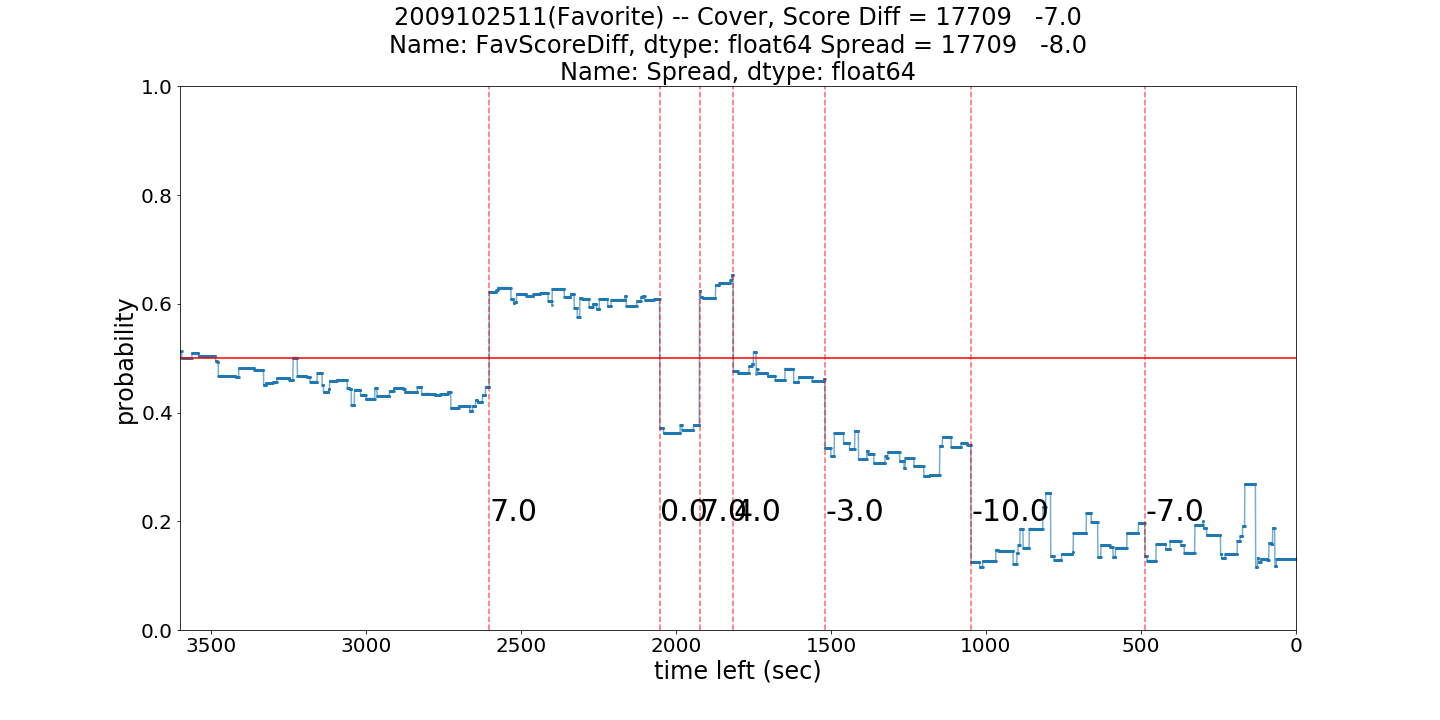 2009102511(Favorite) -- Cover, Score Diff = 17709   -7.0
Name: FavScoreDiff, dtype: float64 Spread = 17709   -8.0
Name: Spread, dtype: float64
1.0
0.8
0.6
0.4
0.2
0.0
probability
7.0
0.0
7.0
4.0
-3.0
-10.0
-7.0
3500 3000 2500 2000 1500 1000 500 0
time left (sec)